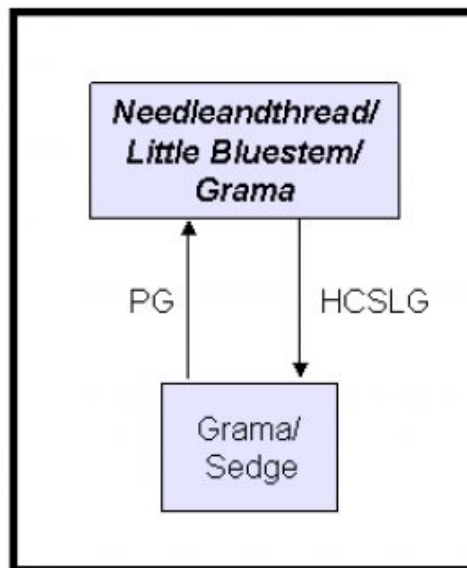 Needleandthread/
Little Bluestem/
Grama
PG
HCSLG
Grama/
Sedge